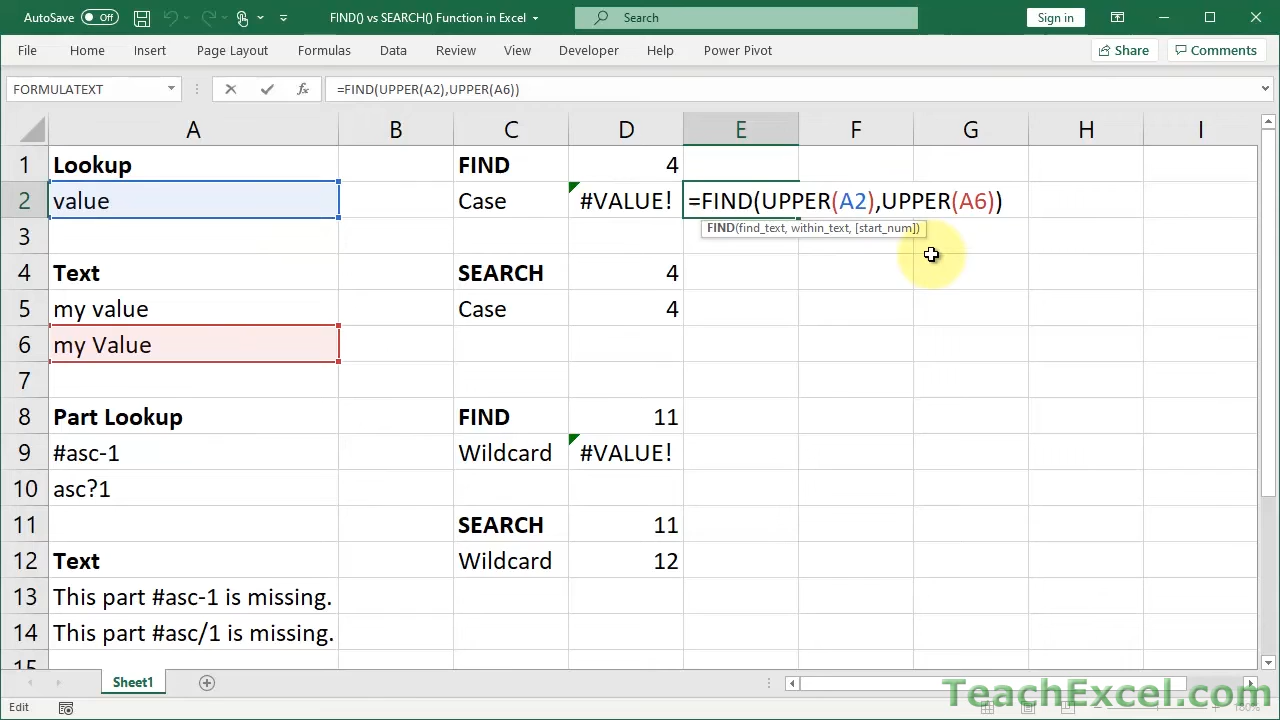 AutoSave Off FIND() vs SEARCH() Function in Excel Search Sign in
File Home Insert Page Layout Formulas Data Review View Developer Help Power Pivot Share Comments
FORMULATEXT fx =FIND(UPPER(A2),UPPER(A6))
A B C D E F G H I
1 Lookup FIND 4
2 value Case #VALUE! =FIND(UPPER(A2),UPPER(A6))
3 FIND(find_text, within_text, [start_num])
4 Text SEARCH 4
5 my value Case 4
6 my Value
7
8 Part Lookup FIND 11
9 #asc-1 Wildcard #VALUE!
10 asc?1
11 SEARCH 11
12 Text Wildcard 12
13 This part #asc-1 is missing.
14 This part #asc/1 is missing.
15
Sheet1
TeachExcel.com
Edit 180%